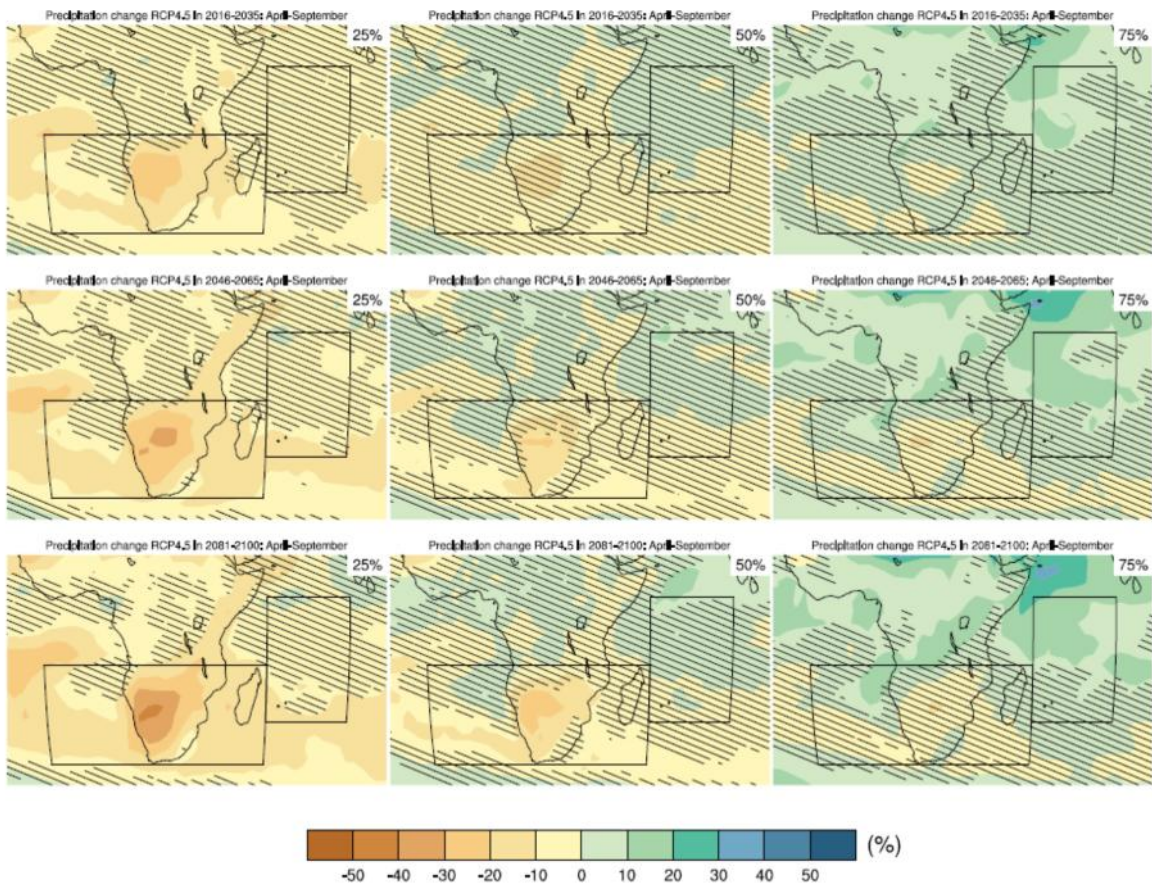 Precipitation change RCP4.5 in 2016-2035: April-September
25%
Precipitation change RCP4.5 in 2016-2035: April-September
50%
Precipitation change RCP4.5 in 2016-2035: April-September
75%
Precipitation change RCP4.5 in 2046-2065: April-September
25%
Precipitation change RCP4.5 in 2046-2065: April-September
50%
Precipitation change RCP4.5 in 2046-2065: April-September
75%
Precipitation change RCP4.5 in 2081-2100: April-September
25%
Precipitation change RCP4.5 in 2081-2100: April-September
50%
Precipitation change RCP4.5 in 2081-2100: April-September
75%
(%)
-50 -40 -30 -20 -10 0 10 20 30 40 50